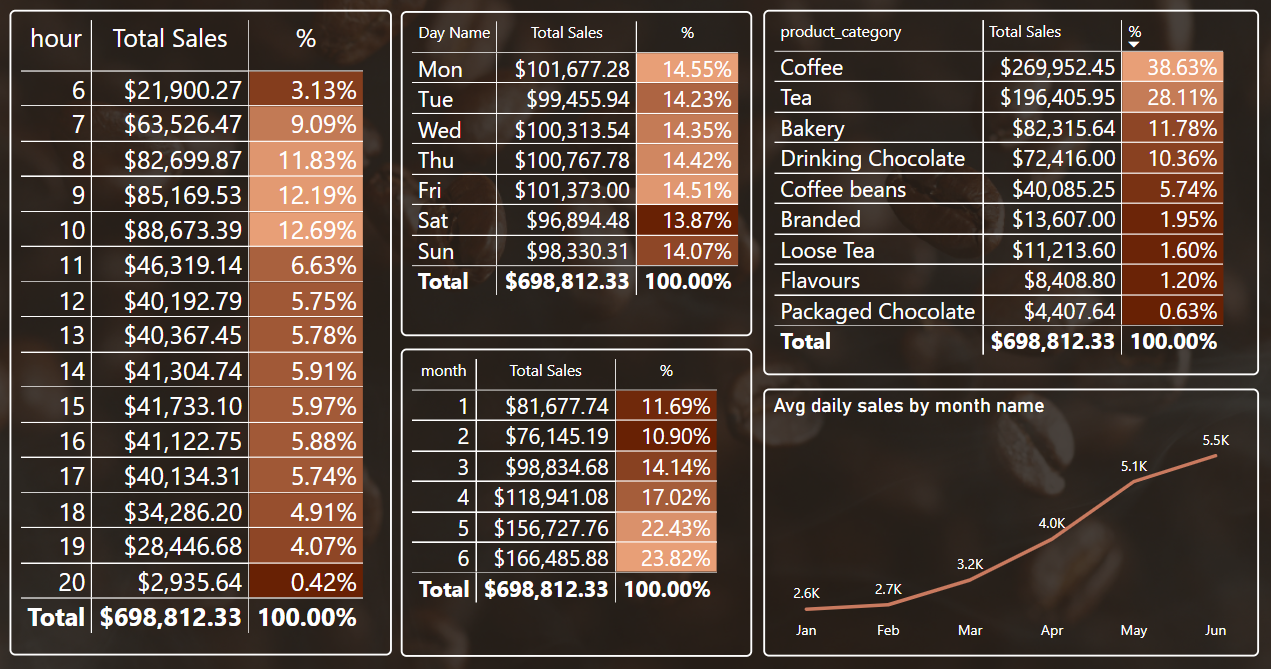 hour Total Sales %
6 $21,900.27 3.13%
7 $63,526.47 9.09%
8 $82,699.87 11.83%
9 $85,169.53 12.19%
10 $88,673.39 12.69%
11 $46,319.14 6.63%
12 $40,192.79 5.75%
13 $40,367.45 5.78%
14 $41,304.74 5.91%
15 $41,733.10 5.97%
16 $41,122.75 5.88%
17 $40,134.31 5.74%
18 $34,286.20 4.91%
19 $28,446.68 4.07%
20 $2,935.64 0.42%
Total $698,812.33 100.00%
Day Name Total Sales %
Mon $101,677.28 14.55%
Tue $99,455.94 14.23%
Wed $100,313.54 14.35%
Thu $100,767.78 14.42%
Fri $101,373.00 14.51%
Sat $96,894.48 13.87%
Sun $98,330.31 14.07%
Total $698,812.33 100.00%
month Total Sales %
1 $81,677.74 11.69%
2 $76,145.19 10.90%
3 $98,834.68 14.14%
4 $118,941.08 17.02%
5 $156,727.76 22.43%
6 $166,485.88 23.82%
Total $698,812.33 100.00%
product_category Total Sales %
Coffee $269,952.45 38.63%
Tea $196,405.95 28.11%
Bakery $82,315.64 11.78%
Drinking Chocolate $72,416.00 10.36%
Coffee beans $40,085.25 5.74%
Branded $13,607.00 1.95%
Loose Tea $11,213.60 1.60%
Flavours $8,408.80 1.20%
Packaged Chocolate $4,407.64 0.63%
Total $698,812.33 100.00%
Avg daily sales by month name
2.6K 2.7K 3.2K 4.0K 5.1K 5.5K
Jan Feb Mar Apr May Jun